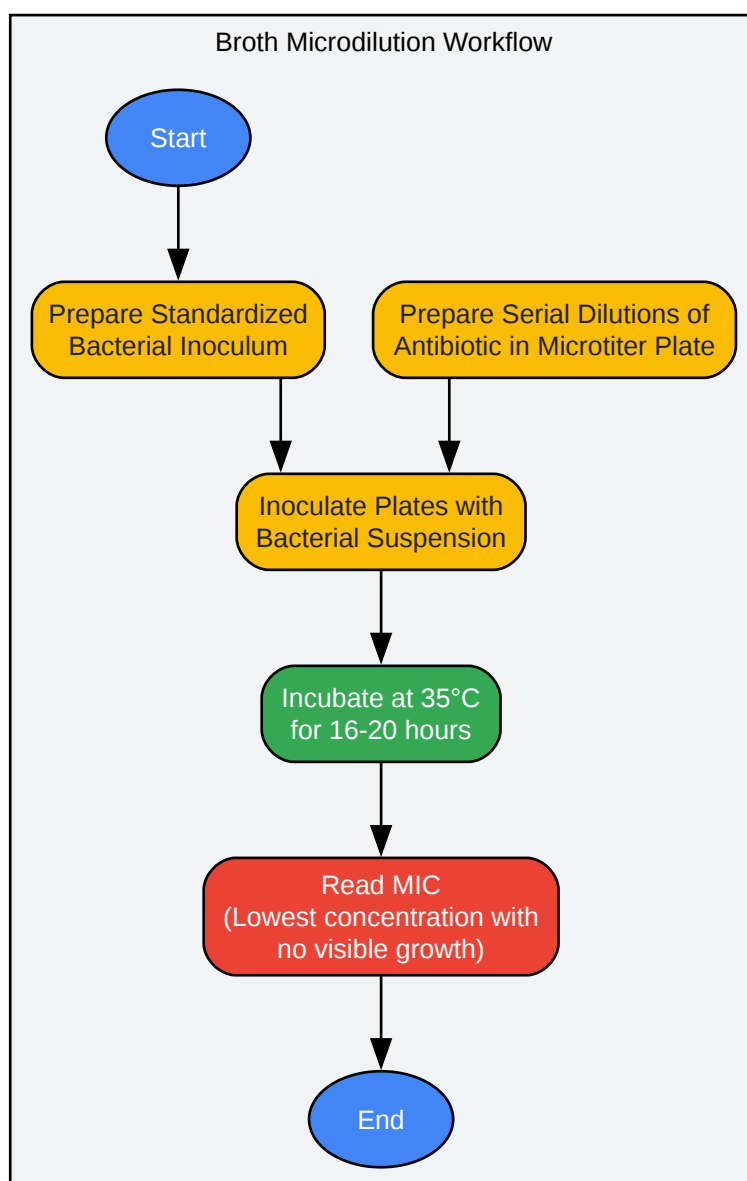 Broth Microdilution Workflow
Start
Prepare Standardized
Bacterial Inoculum
Prepare Serial Dilutions of
Antibiotic in Microtiter Plate
Inoculate Plates with
Bacterial Suspension
Incubate at 35°C
for 16-20 hours
Read MIC
(Lowest concentration with
no visible growth)
End